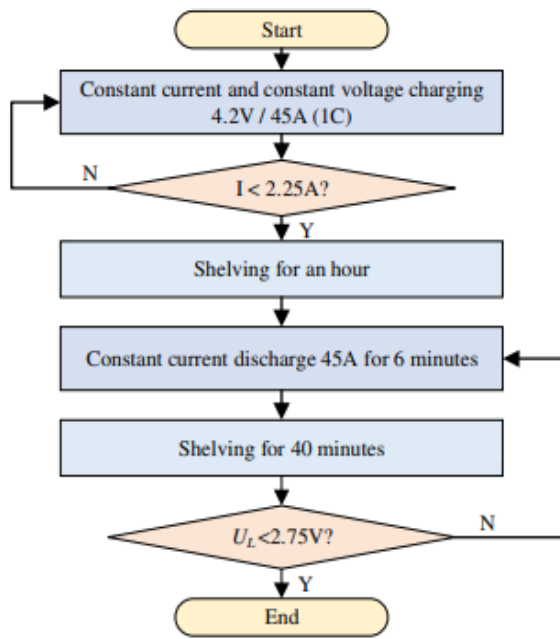 Start
Constant current and constant voltage charging
4.2V / 45A (1C)
N
I < 2.25A?
Y
Shelving for an hour
Constant current discharge 45A for 6 minutes
Shelving for 40 minutes
U_L<2.75V?
N
Y
End